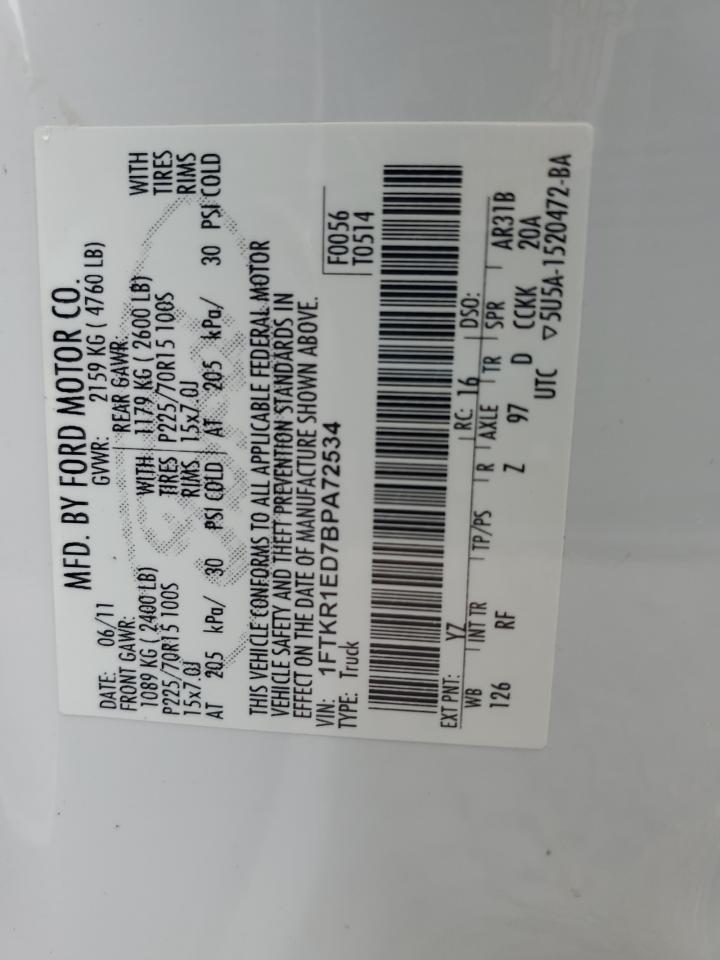 MFD. BY FORD MOTOR CO.
DATE: 06/11 GVWR: 2159 KG ( 4760 LB)
FRONT GAWR: REAR GAWR:
1089 KG ( 2400 LB) WITH 1179 KG ( 2600 LB) WITH
P225/70R15 100S TIRES P225/70R15 100S TIRES
15x7.0J RIMS 15x7.0J RIMS
AT 205 kPa/ 30 PSI COLD AT 205 kPa/ 30 PSI COLD
THIS VEHICLE CONFORMS TO ALL APPLICABLE FEDERAL MOTOR
VEHICLE SAFETY AND THEFT PREVENTION STANDARDS IN
EFFECT ON THE DATE OF MANUFACTURE SHOWN ABOVE.
VIN: 1FTKR1ED7BPA72534 F0056
TYPE: Truck T0514
EXT PNT: YZ RC: 16 DSO:
WB INT TR TP/PS R AXLE TR SPR AR31B
126 RF Z 97 D CCKK 20A
UTC ▽5U5A-1520472-BA